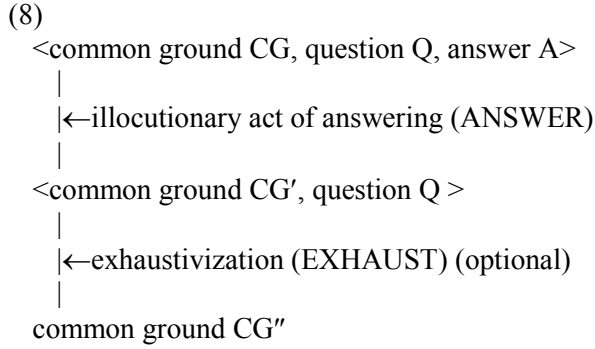 (8)
<common ground CG, question Q, answer A>
|
|←illocutionary act of answering (ANSWER)
|
<common ground CG′, question Q >
|
|←exhaustivization (EXHAUST) (optional)
|
common ground CG″